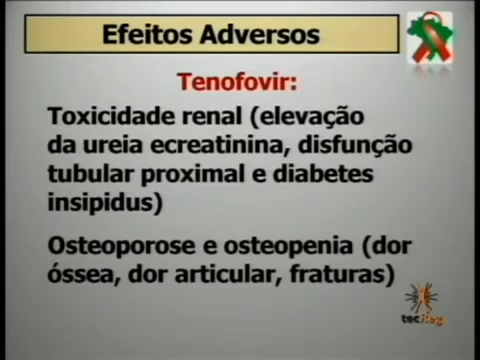 Efeitos Adversos
Tenofovir:
Toxicidade renal (elevação
da ureia ecreatinina, disfunção
tubular proximal e diabetes
insipidus)
Osteoporose e osteopenia (dor
óssea, dor articular, fraturas)